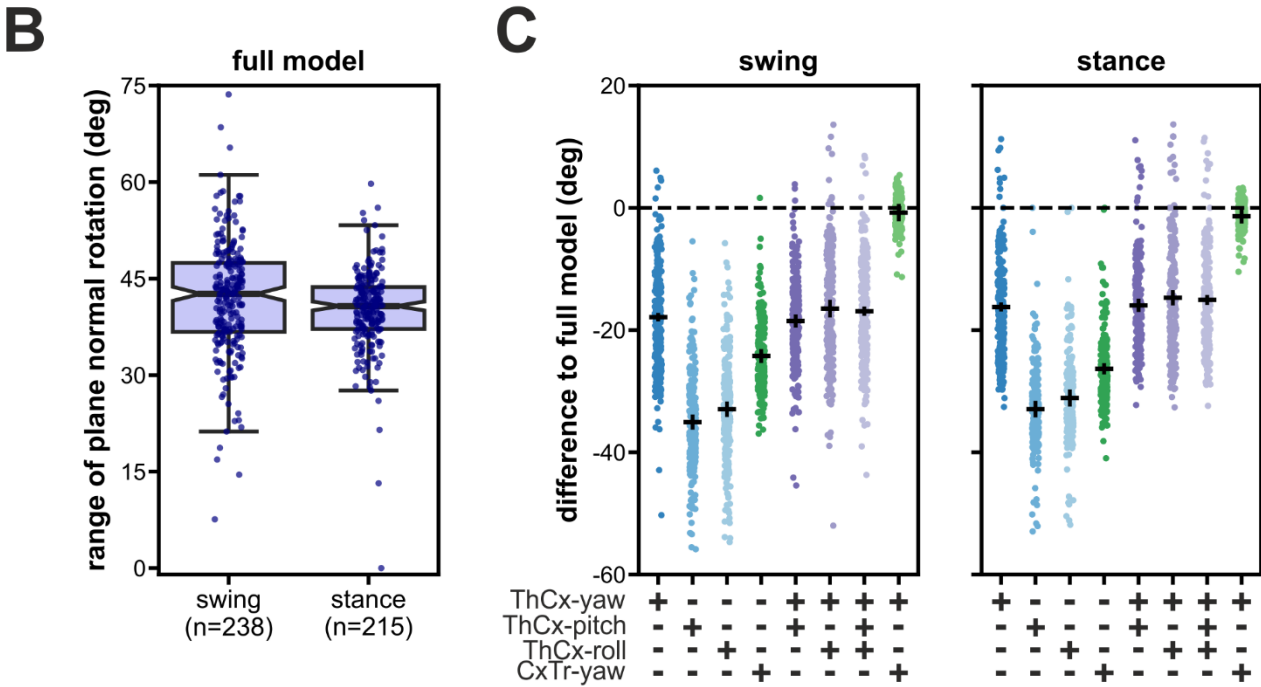 B
full model
range of plane normal rotation (deg)
75
60
45
30
15
0
swing
(n=238)
stance
(n=215)
C
swing
stance
difference to full model (deg)
20
0
-20
-40
-60
ThCx-yaw + - - - + + + + + - - - + + + +
ThCx-pitch - + - - + - + - - + - - + - + -
ThCx-roll - - + - - + + - - - + - - + + -
CxTr-yaw - - - + - - - + - - - + - - - +